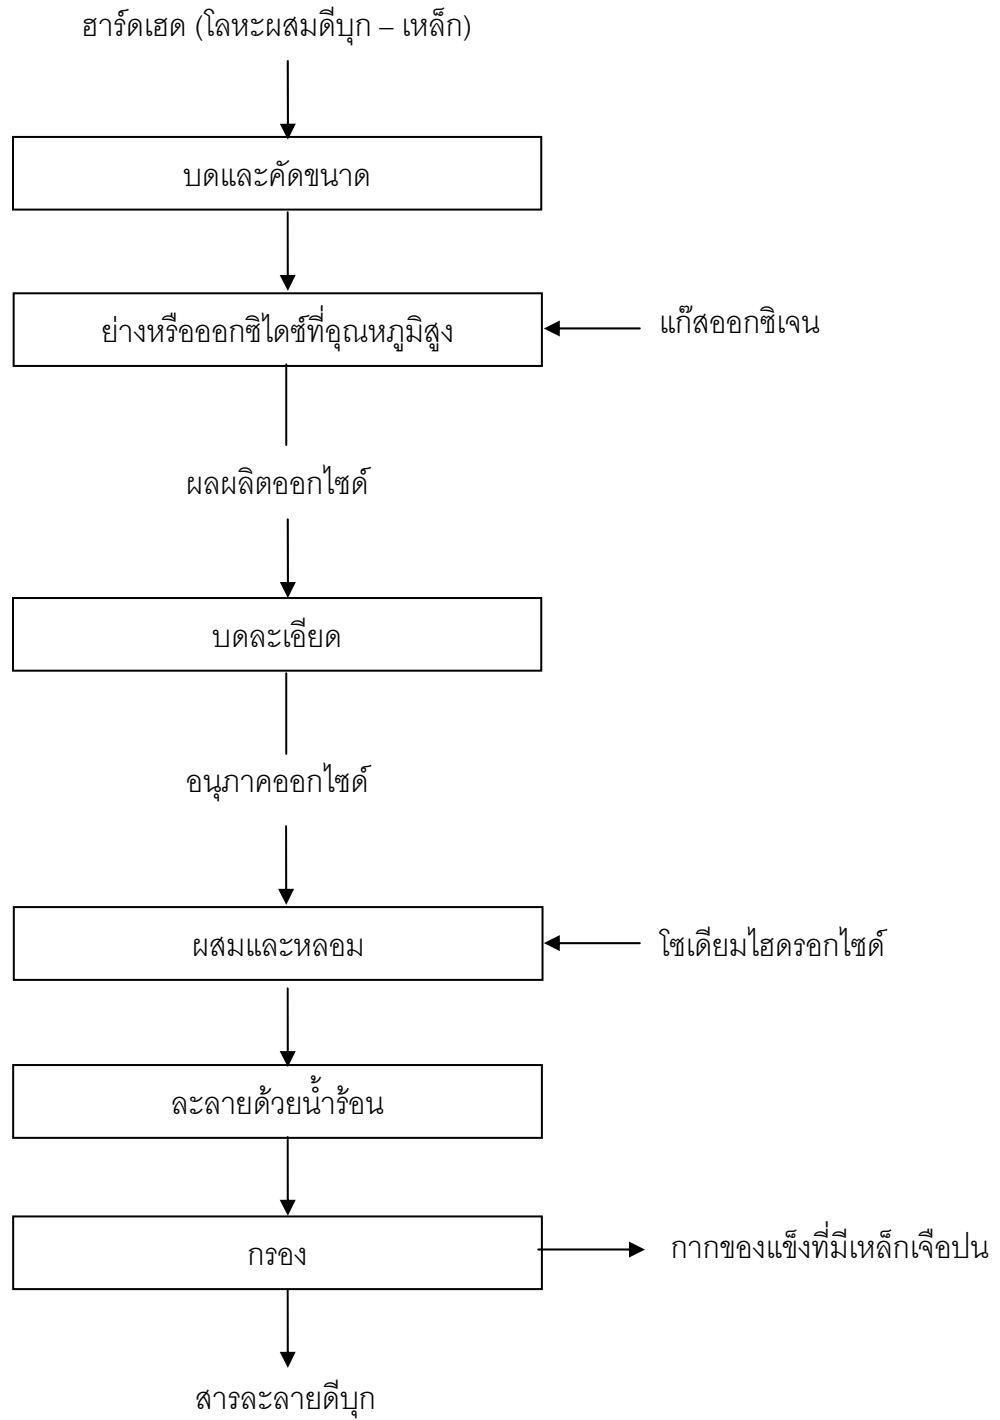 ฮาร์ดเฮด (โลหะผสมดีบุก – เหล็ก)
บดและคัดขนาด
ย่างหรือออกซิไดซ์ที่อุณหภูมิสูง
แก๊สออกซิเจน
ผลผลิตออกไซด์
บดละเอียด
อนุภาคออกไซด์
ผสมและหลอม
โซเดียมไฮดรอกไซด์
ละลายด้วยน้ำร้อน
กรอง
กากของแข็งที่มีเหล็กเจือปน
สารละลายดีบุก